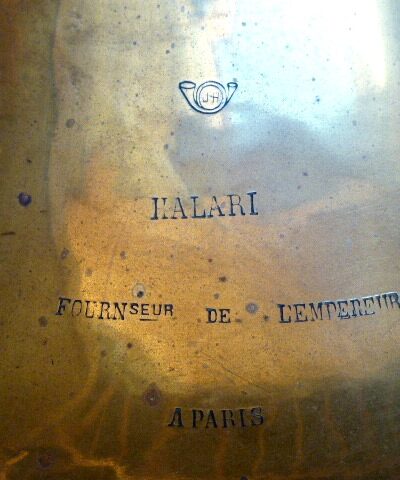 J·H
HALARI
FOURNSEUR DE L'EMPEREUR
A PARIS